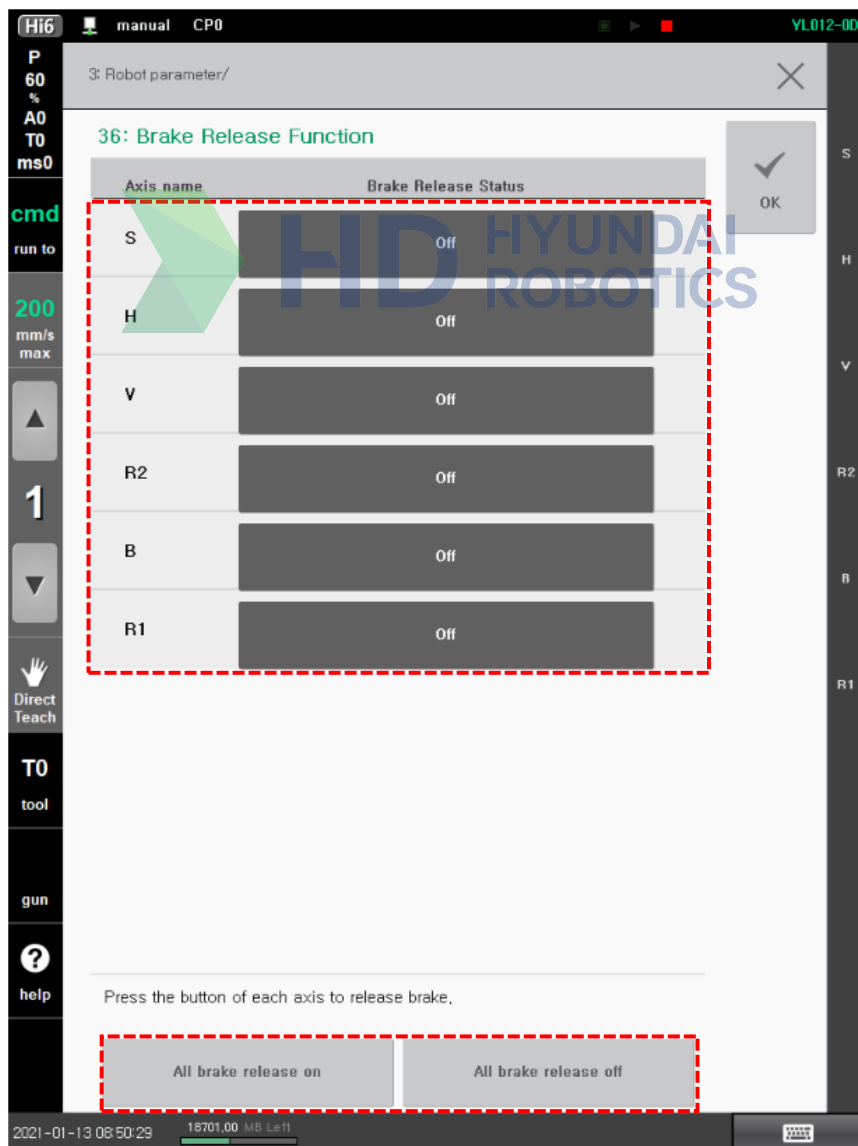 Hi6 manual CP0 YL012-0D
P
60
%
A0
T0
ms0
3: Robot parameter/
36: Brake Release Function
OK
Axis name Brake Release Status
cmd
run to
S Off
HD HYUNDAI
ROBOTICS
H Off
V Off
R2 Off
B Off
R1 Off
200
mm/s
max
1
Direct
Teach
T0
tool
gun
?
help
S
H
V
R2
B
R1
Press the button of each axis to release brake,
All brake release on All brake release off
2021-01-13 08:50:29 18701,00 MB Left